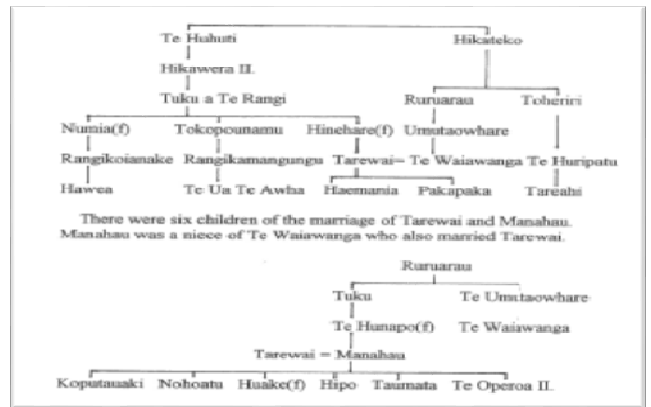 Te Huhuti Hikateko
Hikawera II.
Tuku a Te Rangi Ruruarau Toheriri
Numia(f) Tokopounamu Hinehare(f) Umutaowhare
Rangikoianake Rangikamangungu Tarewai= Te Waiawanga Te Huripatu
Hawea Te Ua Te Awha Haemania Pakapaka Tareahi
There were six children of the marriage of Tarewai and Manahau.
Manahau was a niece of Te Waiawanga who also married Tarewai.
Ruruarau
Tuku Te Umutaowhare
Te Hunapo(f) Te Waiawanga
Tarewai = Manahau
Koputauaki Nohoatu Huake(f) Hipo Taumata Te Operoa II.